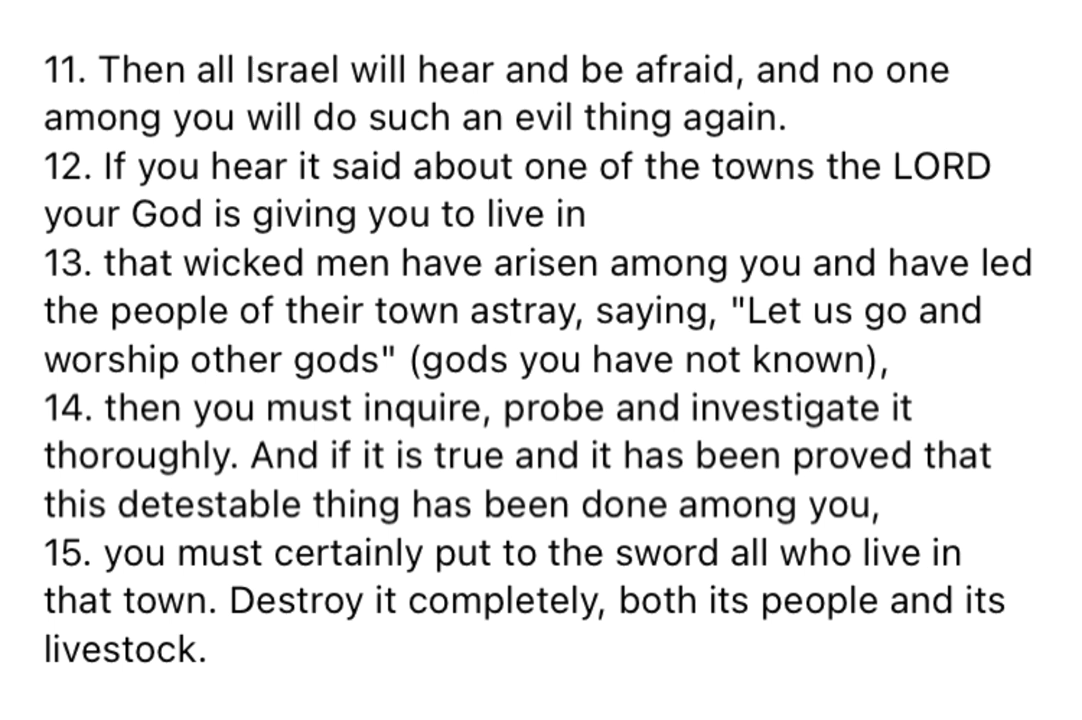 11. Then all Israel will hear and be afraid, and no one
among you will do such an evil thing again.
12. If you hear it said about one of the towns the LORD
your God is giving you to live in
13. that wicked men have arisen among you and have led
the people of their town astray, saying, "Let us go and
worship other gods" (gods you have not known),
14. then you must inquire, probe and investigate it
thoroughly. And if it is true and it has been proved that
this detestable thing has been done among you,
15. you must certainly put to the sword all who live in
that town. Destroy it completely, both its people and its
livestock.